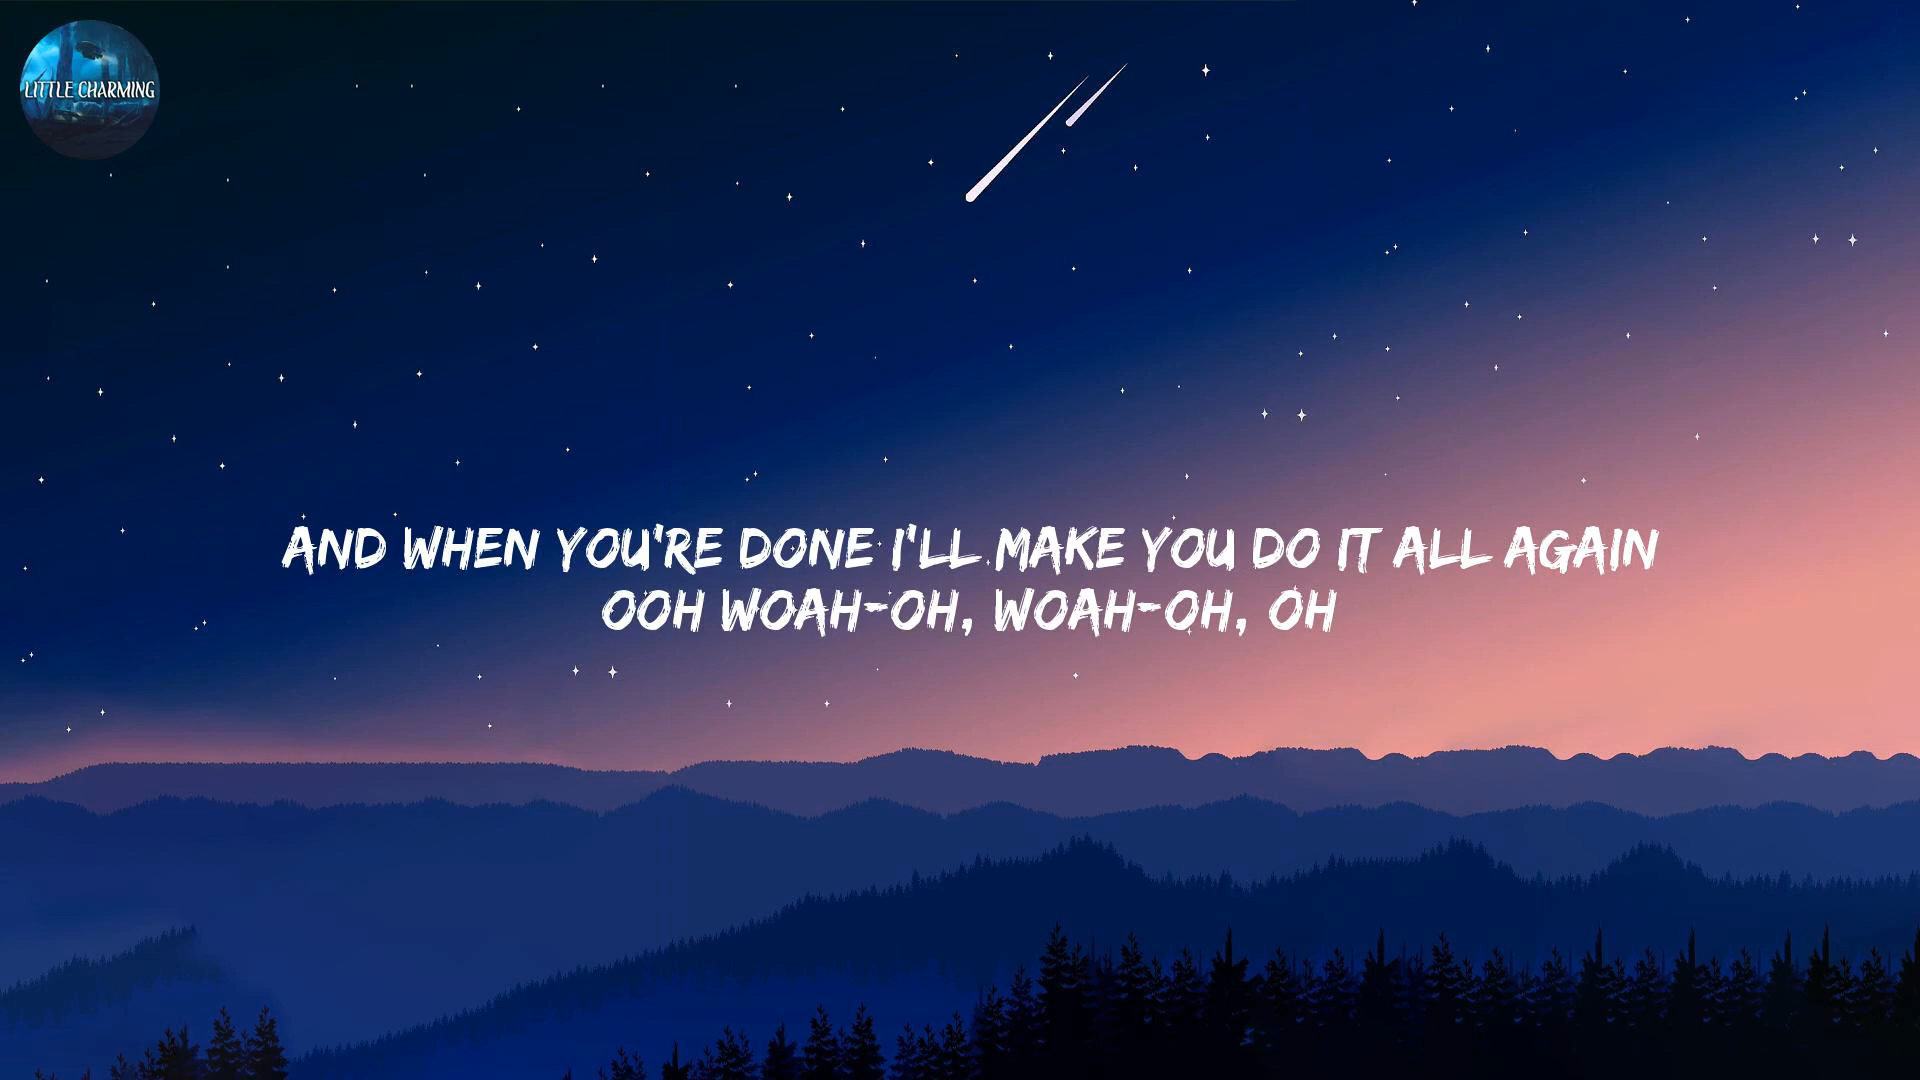 LITTLE CHARMING
AND WHEN YOU'RE DONE I'LL MAKE YOU DO IT ALL AGAIN
OOH WOAH-OH, WOAH-OH, OH